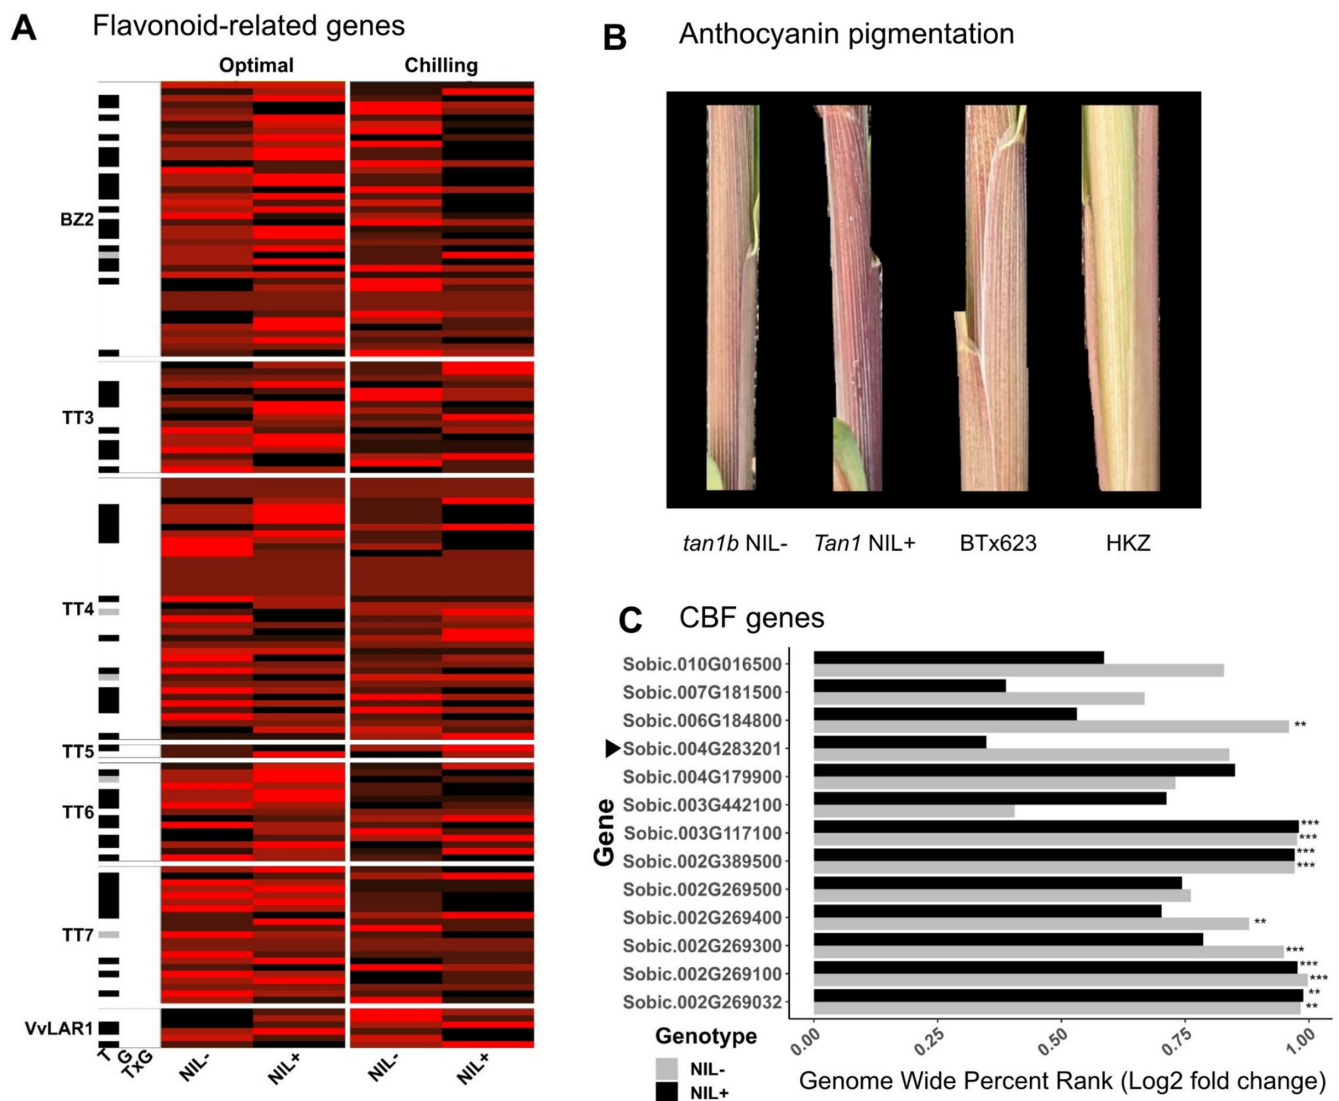 A Flavonoid-related genes
Optimal Chilling
BZ2
TT3
TT4
TT5
TT6
TT7
VvLAR1
T G TxG NIL- NIL+ NIL- NIL+
B Anthocyanin pigmentation
tan1b NIL- Tan1 NIL+ BTx623 HKZ
C CBF genes
Sobic.010G016500
Sobic.007G181500
Sobic.006G184800 **
Sobic.004G283201
Sobic.004G179900
Sobic.003G442100
Sobic.003G117100 ***
***
Sobic.002G389500 ***
***
Sobic.002G269500
Sobic.002G269400 **
Sobic.002G269300 ***
Sobic.002G269100 ***
***
Sobic.002G269032 **
**
Gene
0.00 0.25 0.50 0.75 1.00
Genome Wide Percent Rank (Log2 fold change)
Genotype
NIL-
NIL+